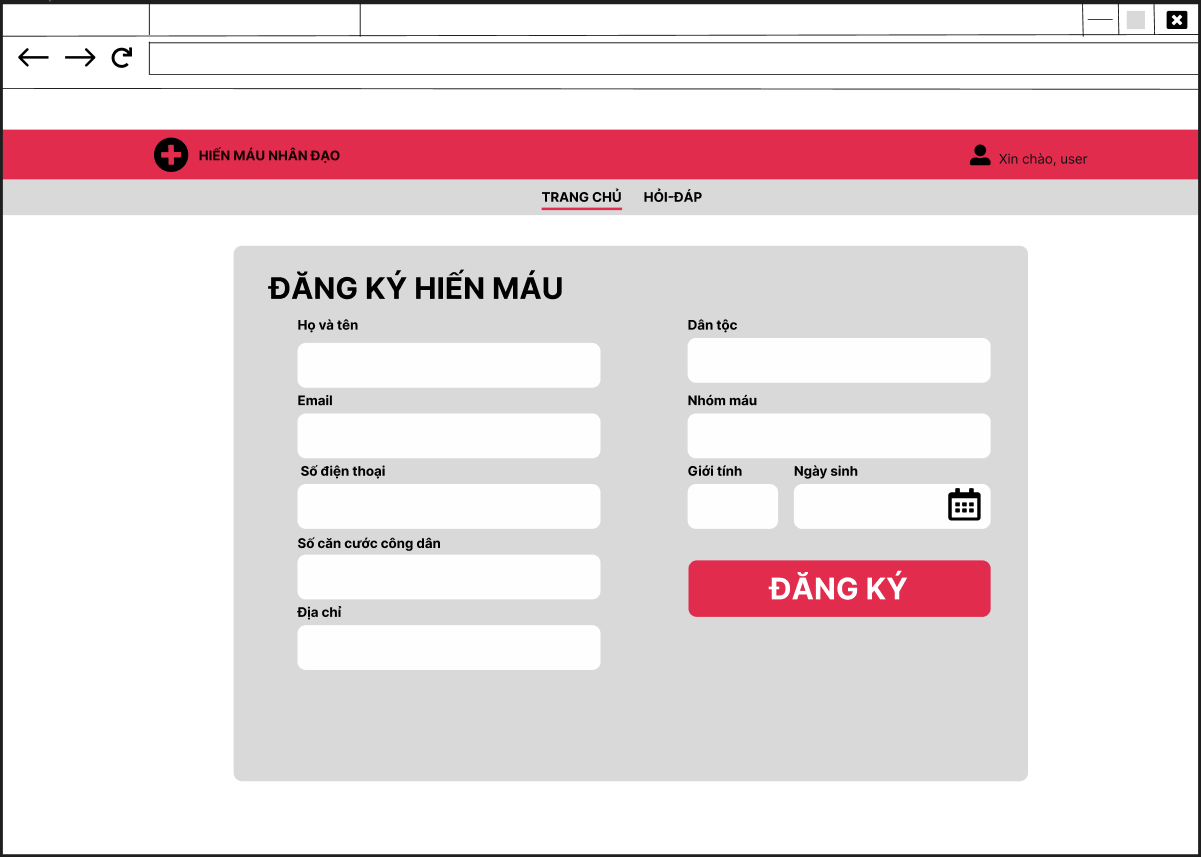 HIẾN MÁU NHÂN ĐẠO
Xin chào, user
TRANG CHỦ
HỎI-ĐÁP
ĐĂNG KÝ HIẾN MÁU
Họ và tên
Email
Số điện thoại
Số căn cước công dân
Địa chỉ
Dân tộc
Nhóm máu
Giới tính
Ngày sinh
ĐĂNG KÝ